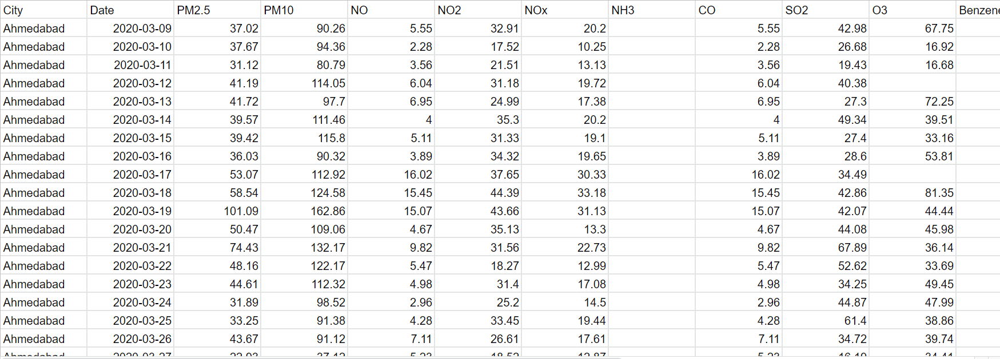 City Date PM2.5 PM10 NO NO2 NOx NH3 CO SO2 O3 Benzene
Ahmedabad 2020-03-09 37.02 90.26 5.55 32.91 20.2 5.55 42.98 67.75
Ahmedabad 2020-03-10 37.67 94.36 2.28 17.52 10.25 2.28 26.68 16.92
Ahmedabad 2020-03-11 31.12 80.79 3.56 21.51 13.13 3.56 19.43 16.68
Ahmedabad 2020-03-12 41.19 114.05 6.04 31.18 19.72 6.04 40.38
Ahmedabad 2020-03-13 41.72 97.7 6.95 24.99 17.38 6.95 27.3 72.25
Ahmedabad 2020-03-14 39.57 111.46 4 35.3 20.2 4 49.34 39.51
Ahmedabad 2020-03-15 39.42 115.8 5.11 31.33 19.1 5.11 27.4 33.16
Ahmedabad 2020-03-16 36.03 90.32 3.89 34.32 19.65 3.89 28.6 53.81
Ahmedabad 2020-03-17 53.07 112.92 16.02 37.65 30.33 16.02 34.49
Ahmedabad 2020-03-18 58.54 124.58 15.45 44.39 33.18 15.45 42.86 81.35
Ahmedabad 2020-03-19 101.09 162.86 15.07 43.66 31.13 15.07 42.07 44.44
Ahmedabad 2020-03-20 50.47 109.06 4.67 35.13 13.3 4.67 44.08 45.98
Ahmedabad 2020-03-21 74.43 132.17 9.82 31.56 22.73 9.82 67.89 36.14
Ahmedabad 2020-03-22 48.16 122.17 5.47 18.27 12.99 5.47 52.62 33.69
Ahmedabad 2020-03-23 44.61 112.32 4.98 31.4 17.08 4.98 34.25 49.45
Ahmedabad 2020-03-24 31.89 98.52 2.96 25.2 14.5 2.96 44.87 47.99
Ahmedabad 2020-03-25 33.25 91.38 4.28 33.45 19.44 4.28 61.4 38.86
Ahmedabad 2020-03-26 43.67 91.12 7.11 26.61 17.61 7.11 34.72 39.74
Ahmedabad 2020-03-27